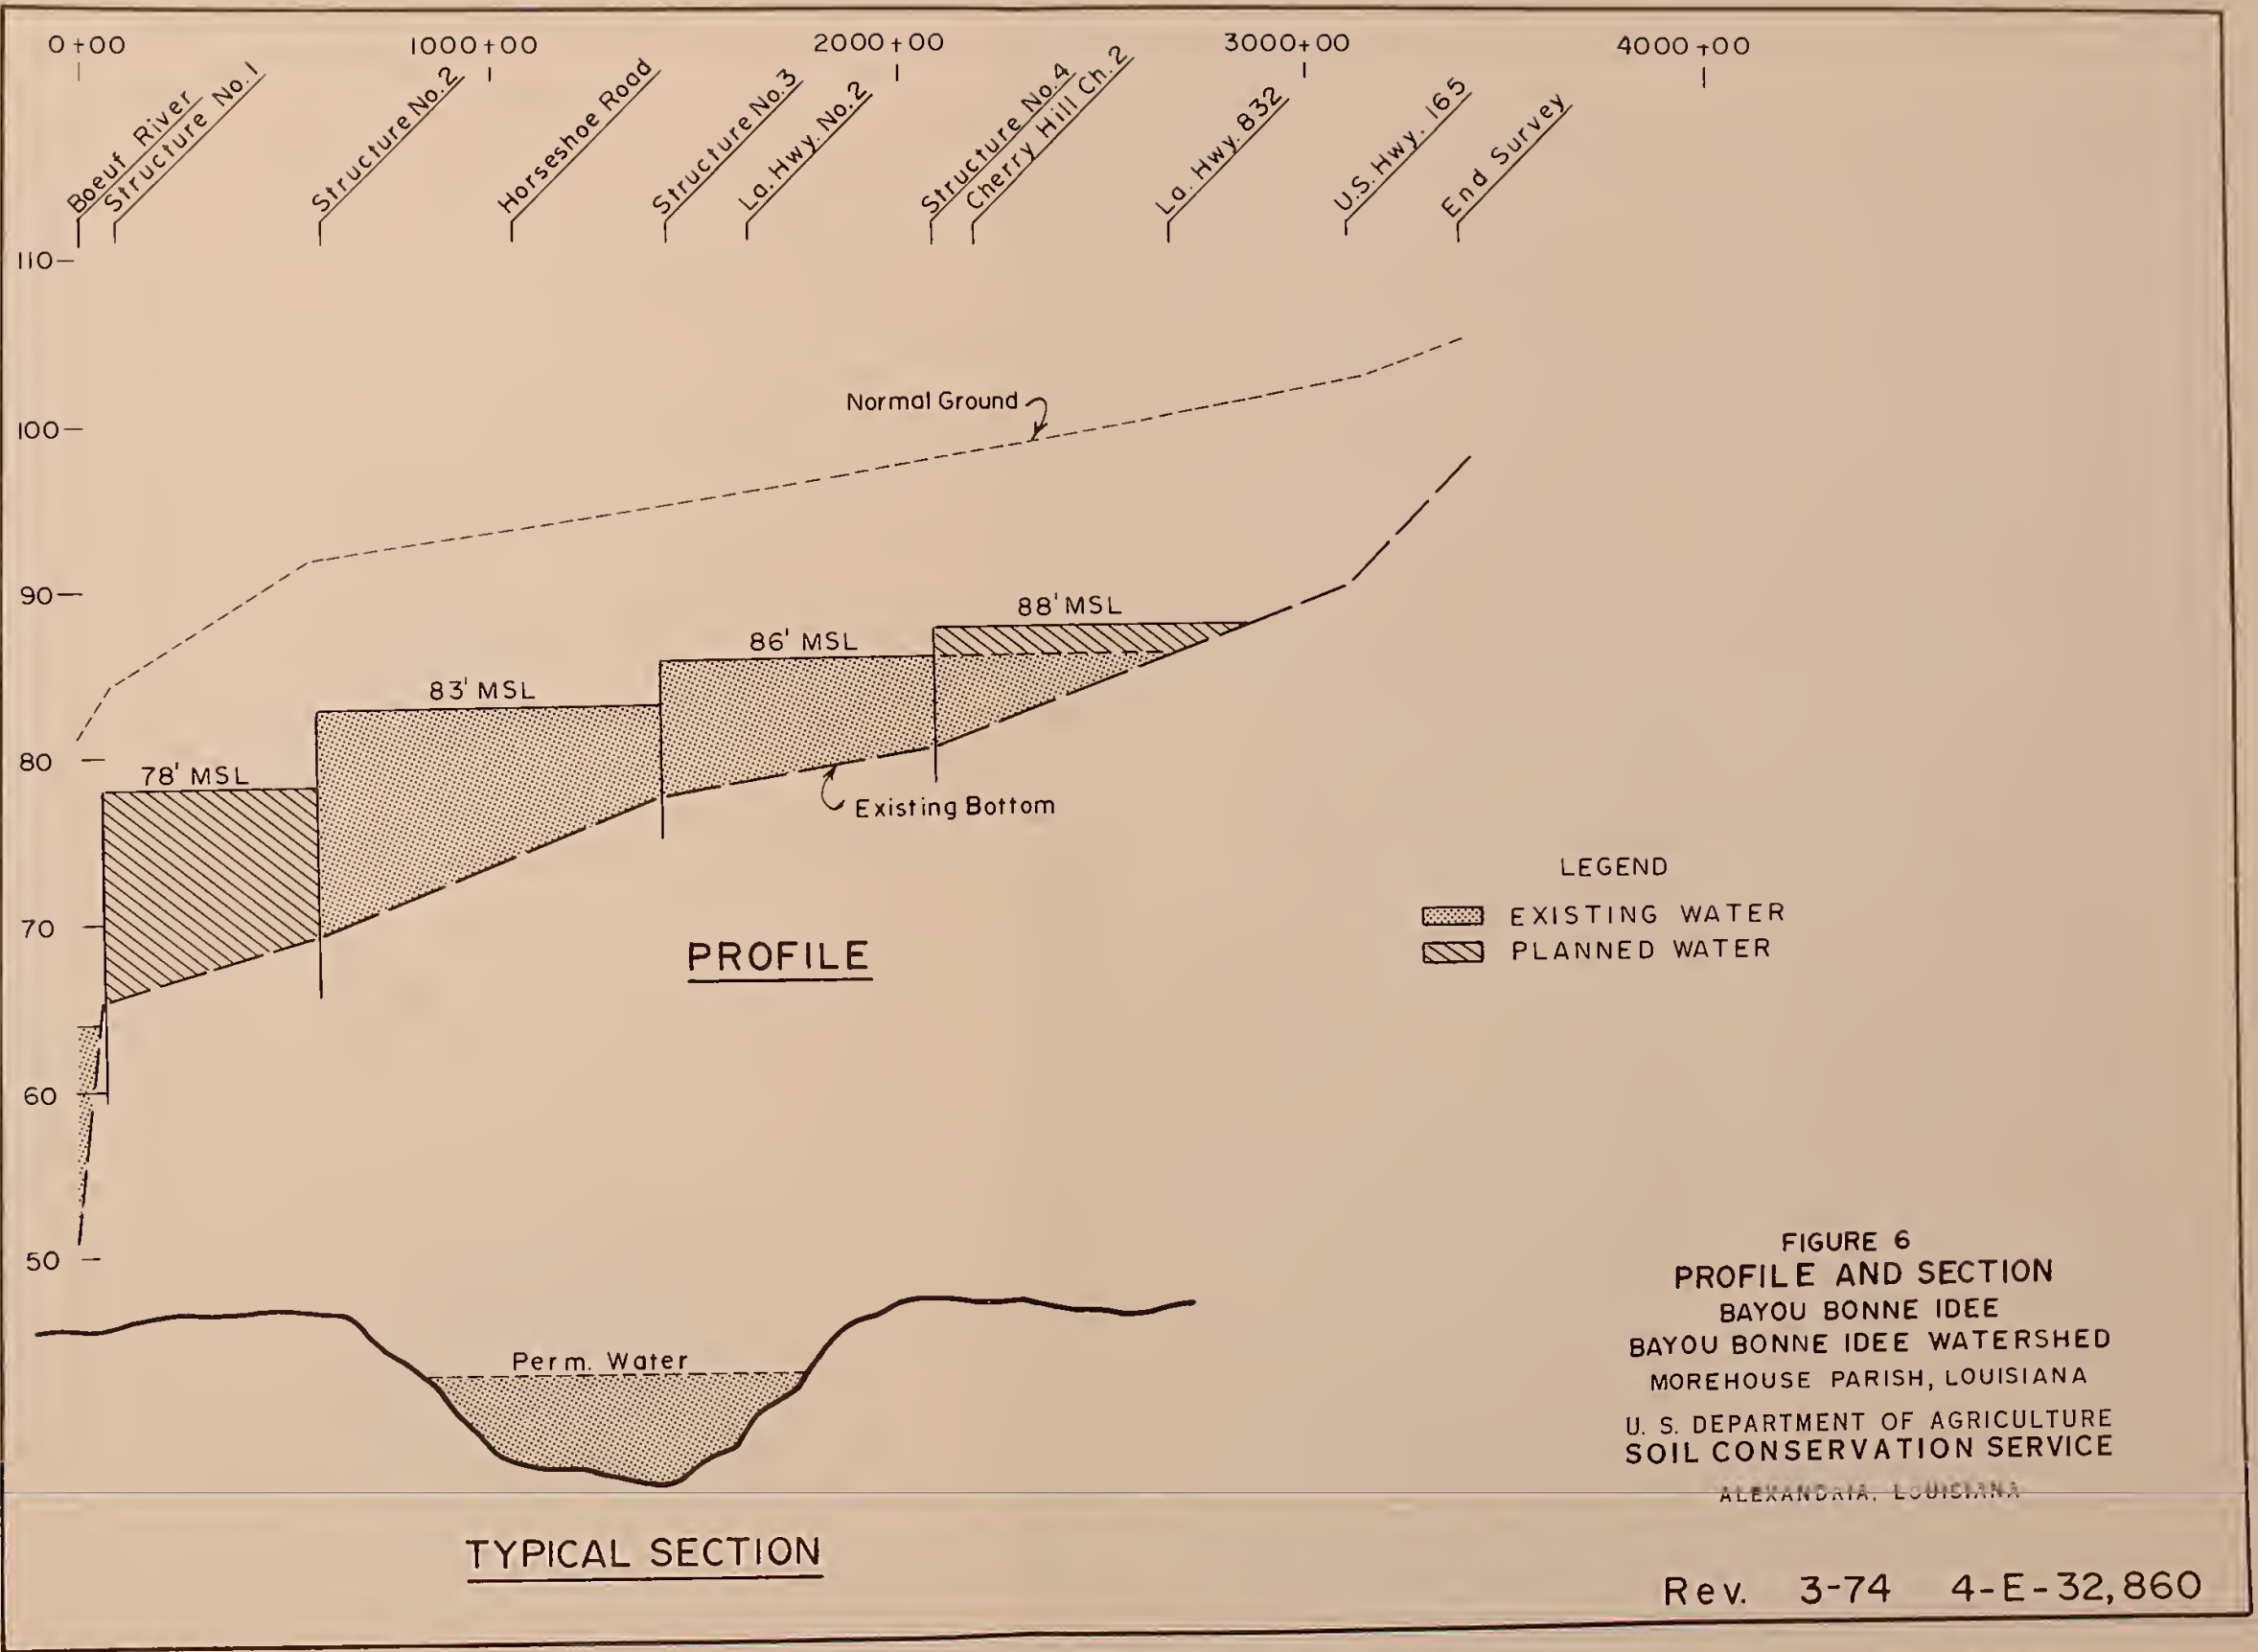 0+00 1000+00 2000+00 3000+00 4000+00
Boeuf River
Structure No.1
Structure No.2
Horseshoe Road
Structure No.3
La. Hwy. No.2
Structure No.4
Cherry Hill Ch.2
La. Hwy. 832
U.S. Hwy. 165
End Survey
110
100
Normal Ground
90
88' MSL
86' MSL
83' MSL
80
78' MSL
Existing Bottom
70
PROFILE
LEGEND
EXISTING WATER
PLANNED WATER
60
50
Perm. Water
TYPICAL SECTION
FIGURE 6
PROFILE AND SECTION
BAYOU BONNE IDEE
BAYOU BONNE IDEE WATERSHED
MOREHOUSE PARISH, LOUISIANA
U. S. DEPARTMENT OF AGRICULTURE
SOIL CONSERVATION SERVICE
ALEXANDRIA, LOUISIANA
Rev. 3-74 4-E-32,860